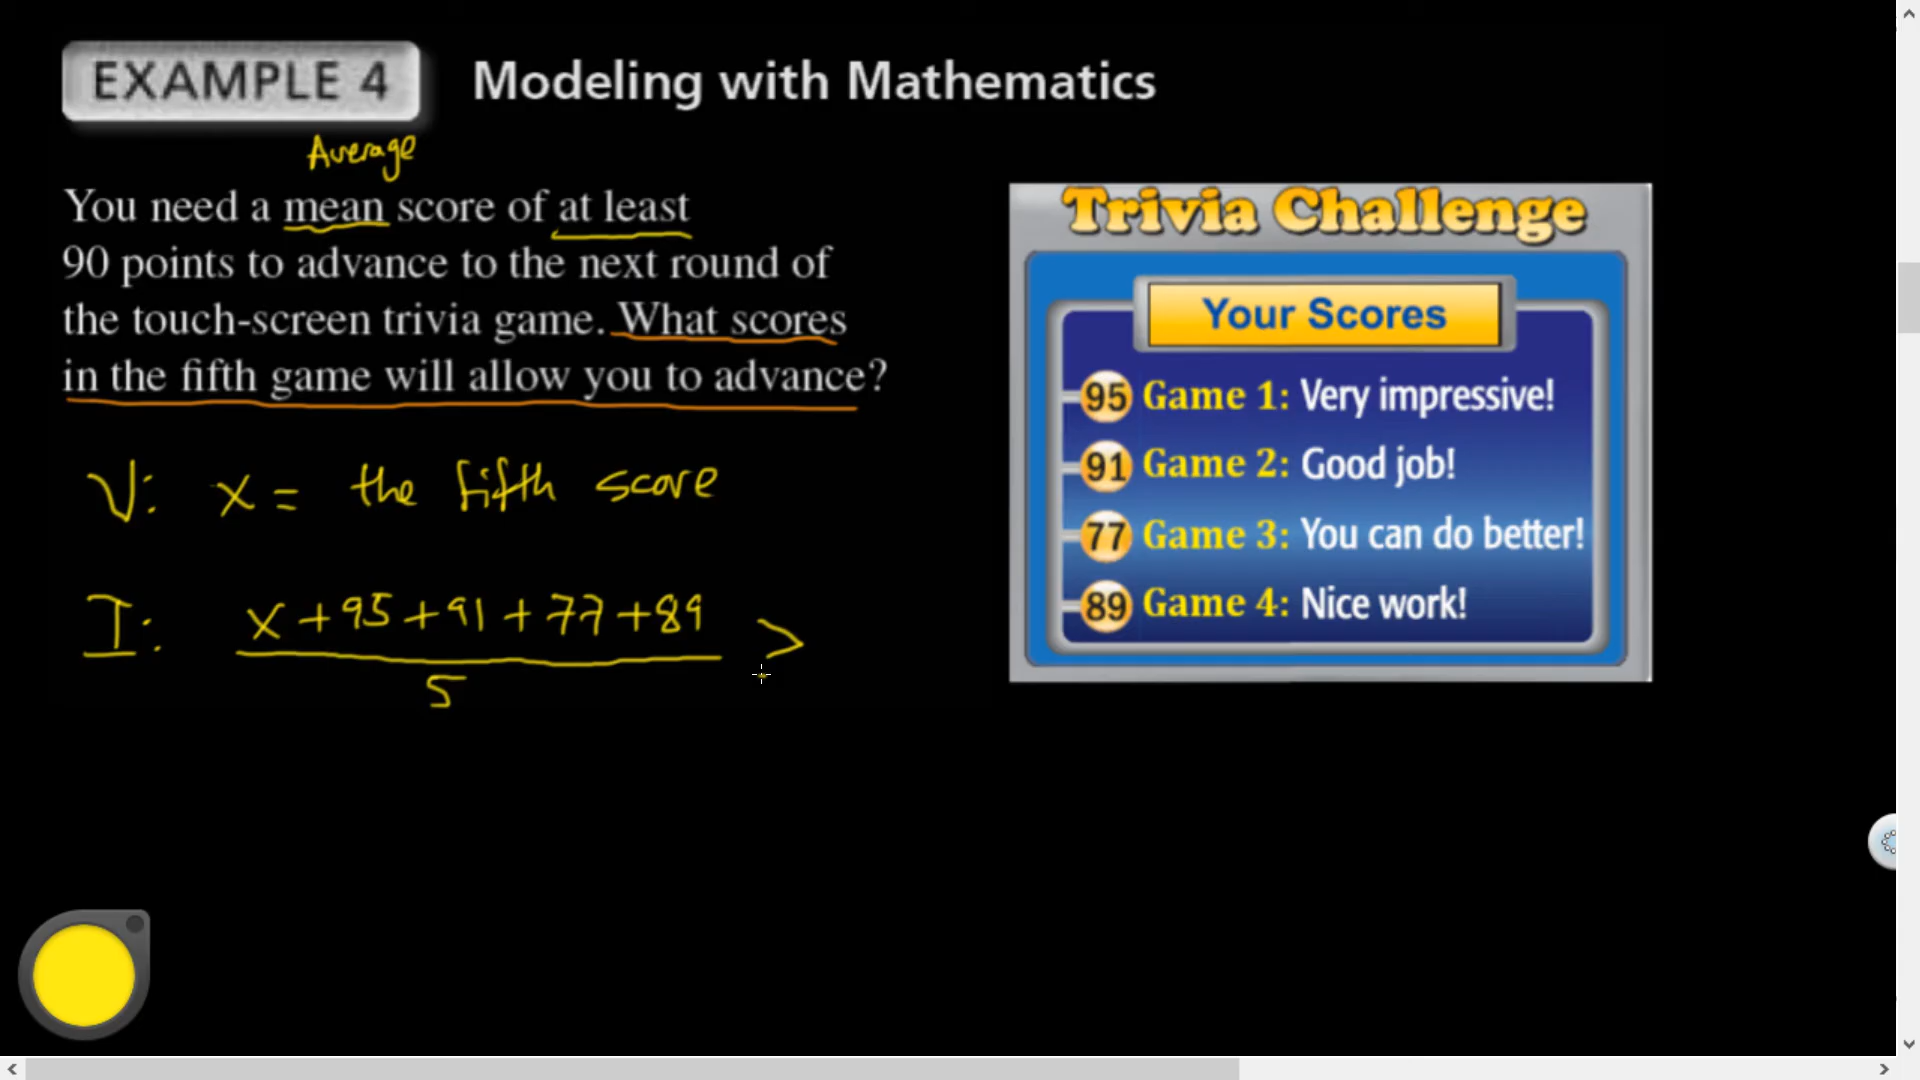 EXAMPLE 4 Modeling with Mathematics
Average
You need a mean score of at least
90 points to advance to the next round of
the touch-screen trivia game. What scores
in the fifth game will allow you to advance?
V: x = the fifth score
I: x + 95 + 91 + 77 + 89 >
5
Trivia Challenge
Your Scores
95 Game 1: Very impressive!
91 Game 2: Good job!
77 Game 3: You can do better!
89 Game 4: Nice work!